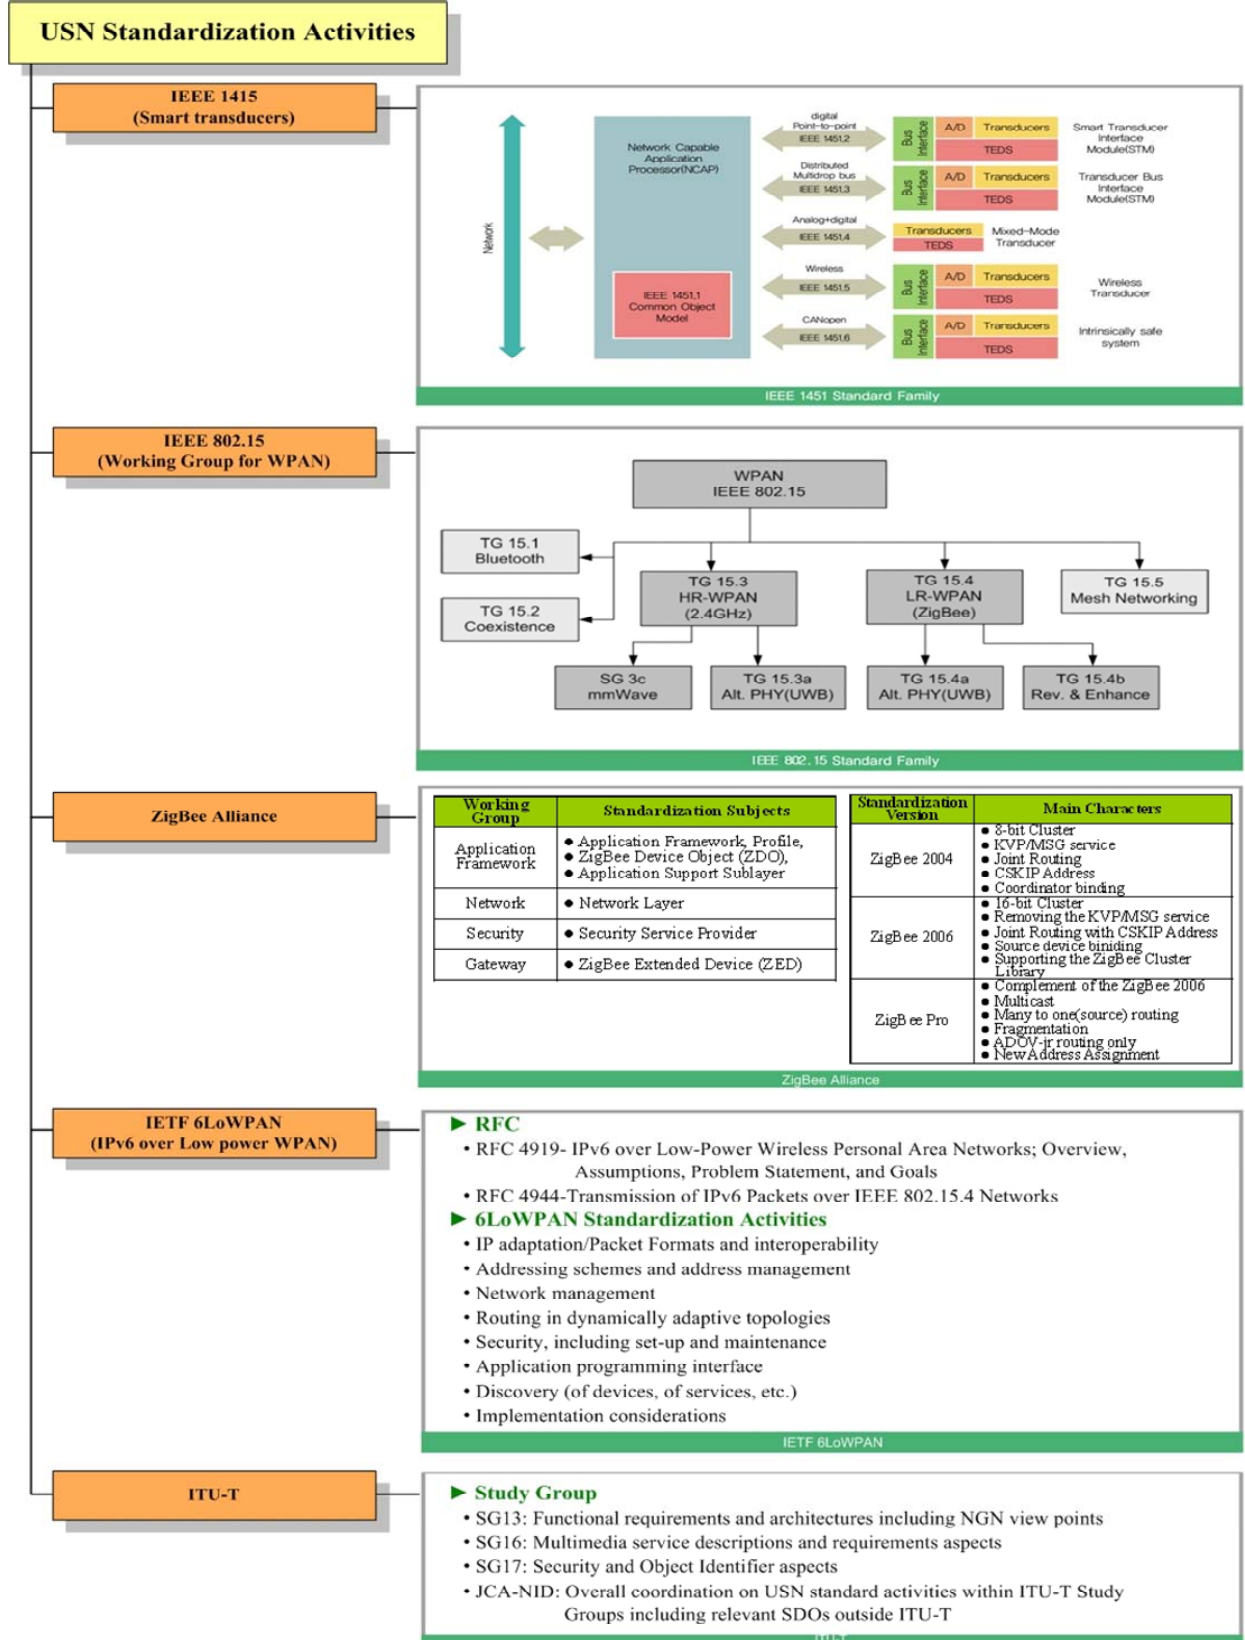 USN Standardization Activities
IEEE 1415
(Smart transducers)
Network
Network Capable
Application
Processor(NCAP)
IEEE 1451.1
Common Object
Model
digital
Point-to-point
IEEE 1451.2
Bus Interface
A/D
Transducers
TEDS
Smart Transducer
Interface
Module(STM)
Distributed
Multidrop bus
IEEE 1451.3
Bus Interface
A/D
Transducers
TEDS
Transducer Bus
Interface
Module(STM)
Analog+digital
IEEE 1451.4
Transducers
TEDS
Mixed-Mode
Transducer
Wireless
IEEE 1451.5
Bus Interface
A/D
Transducers
TEDS
Wireless
Transducer
CANopen
IEEE 1451.6
Bus Interface
A/D
Transducers
TEDS
Intrinsically safe
system
IEEE 1451 Standard Family
IEEE 802.15
(Working Group for WPAN)
WPAN
IEEE 802.15
TG 15.1
Bluetooth
TG 15.2
Coexistence
TG 15.3
HR-WPAN
(2.4GHz)
TG 15.4
LR-WPAN
(ZigBee)
TG 15.5
Mesh Networking
SG 3c
mmWave
TG 15.3a
Alt. PHY(UWB)
TG 15.4a
Alt. PHY(UWB)
TG 15.4b
Rev. & Enhance
IEEE 802.15 Standard Family
ZigBee Alliance
Working
Group
Standardization Subjects
Application
Framework
● Application Framework, Profile,
● ZigBee Device Object (ZDO),
● Application Support Sublayer
Network
● Network Layer
Security
● Security Service Provider
Gateway
● ZigBee Extended Device (ZED)
Standardization
Version
Main Characters
ZigBee 2004
● 8-bit Cluster
● KVP/MSG service
● Joint Routing
● CSKIP Address
● Coordinator binding
ZigBee 2006
● 16-bit Cluster
● Removing the KVP/MSG service
● Joint Routing with CSKIP Address
● Source device biniding
● Supporting the ZigBee Cluster
Library
ZigBee Pro
● Complement of the ZigBee 2006
● Multicast
● Many to one(source) routing
● Fragmentation
● ADOV-jr routing only
● New Address Assignment
ZigBee Alliance
IETF 6LoWPAN
(IPv6 over Low power WPAN)
► RFC
• RFC 4919- IPv6 over Low-Power Wireless Personal Area Networks; Overview,
Assumptions, Problem Statement, and Goals
• RFC 4944-Transmission of IPv6 Packets over IEEE 802.15.4 Networks
► 6LoWPAN Standardization Activities
• IP adaptation/Packet Formats and interoperability
• Addressing schemes and address management
• Network management
• Routing in dynamically adaptive topologies
• Security, including set-up and maintenance
• Application programming interface
• Discovery (of devices, of services, etc.)
• Implementation considerations
IETF 6LoWPAN
ITU-T
► Study Group
• SG13: Functional requirements and architectures including NGN view points
• SG16: Multimedia service descriptions and requirements aspects
• SG17: Security and Object Identifier aspects
• JCA-NID: Overall coordination on USN standard activities within ITU-T Study
Groups including relevant SDOs outside ITU-T
ITU-T